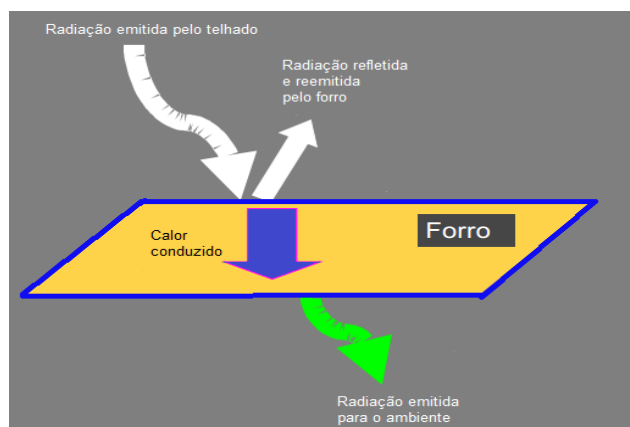 Radiação emitida pelo telhado
Radiação refletida
e reemitida
pelo forro
Calor
conduzido
Forro
Radiação emitida
para o ambiente